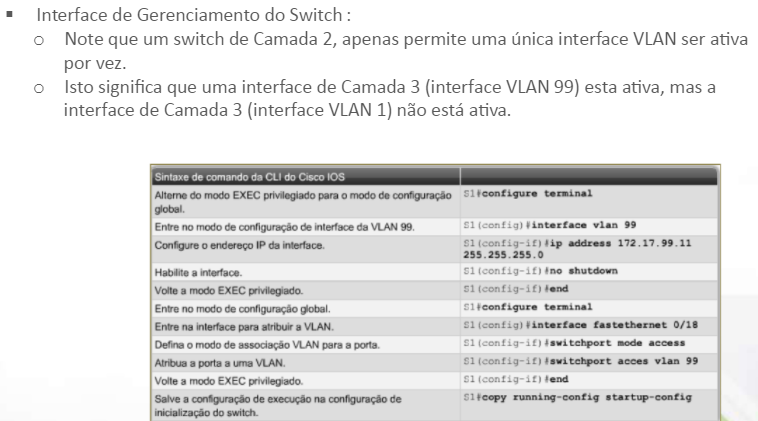 ▪ Interface de Gerenciamento do Switch :
o Note que um switch de Camada 2, apenas permite uma única interface VLAN ser ativa
por vez.
o Isto significa que uma interface de Camada 3 (interface VLAN 99) esta ativa, mas a
interface de Camada 3 (interface VLAN 1) não está ativa.
Sintaxe de comando da CLI do Cisco IOS
Alterne do modo EXEC privilegiado para o modo de configuração S1#configure terminal
global.
Entre no modo de configuração de interface da VLAN 99. S1(config)#interface vlan 99
Configure o endereço IP da interface. S1(config-if)#ip address 172.17.99.11
255.255.255.0
Habilite a interface. S1(config-if)#no shutdown
Volte a modo EXEC privilegiado. S1(config-if)#end
Entre no modo de configuração global. S1#configure terminal
Entre na interface para atribuir a VLAN. S1(config)#interface fastethernet 0/18
Defina o modo de associação VLAN para a porta. S1(config-if)#switchport mode access
Atribua a porta a uma VLAN. S1(config-if)#switchport acces vlan 99
Volte a modo EXEC privilegiado. S1(config-if)#end
Salve a configuração de execução na configuração de S1#copy running-config startup-config
inicialização do switch.